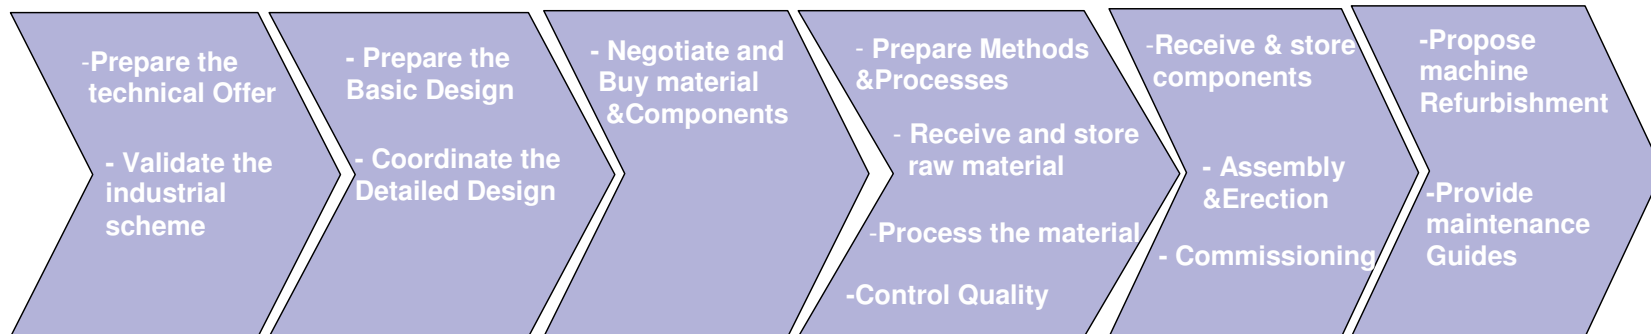 -Prepare the
technical Offer
- Validate the
industrial
scheme
- Prepare the
Basic Design
- Coordinate the
Detailed Design
- Negotiate and
Buy material
&Components
- Prepare Methods
&Processes
- Receive and store
raw material
-Process the material
-Control Quality
-Receive & store
components
- Assembly
&Erection
- Commissioning
-Propose
machine
Refurbishment
-Provide
maintenance
Guides